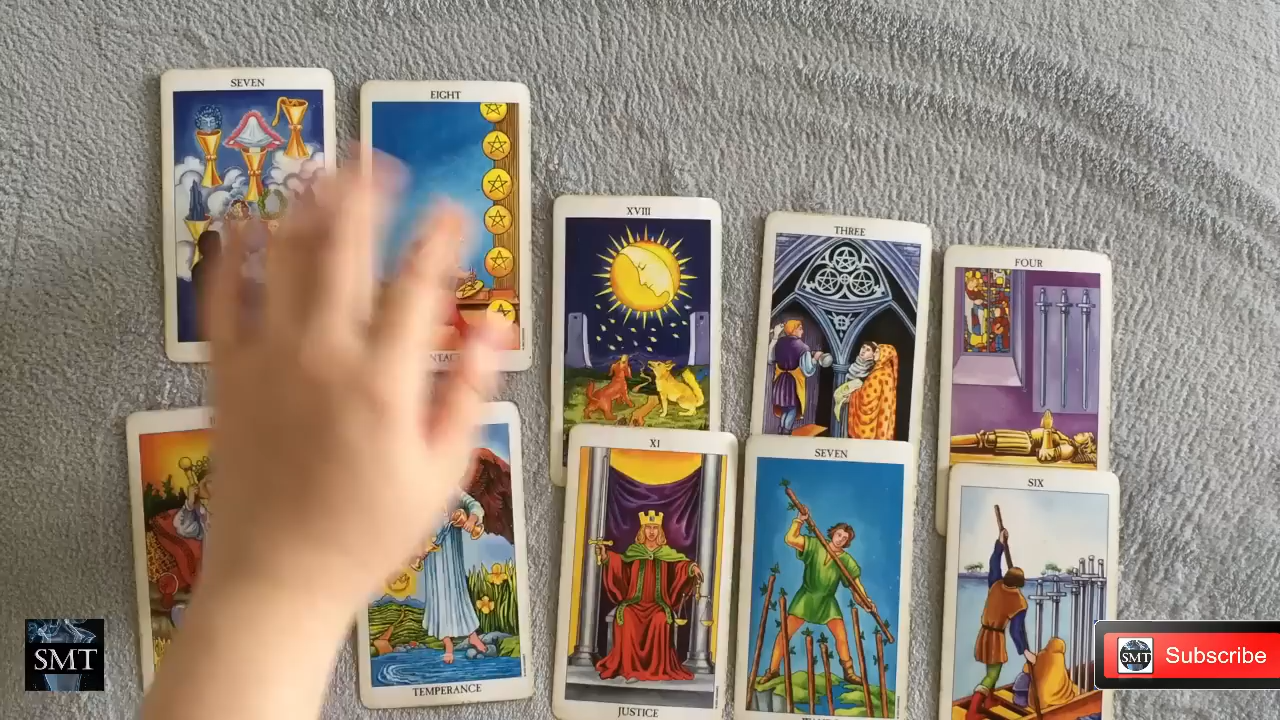 SEVEN
EIGHT
XVIII
THREE
FOUR
XI
SEVEN
SIX
TEMPERANCE
JUSTICE
SMT
SMT
Subscribe